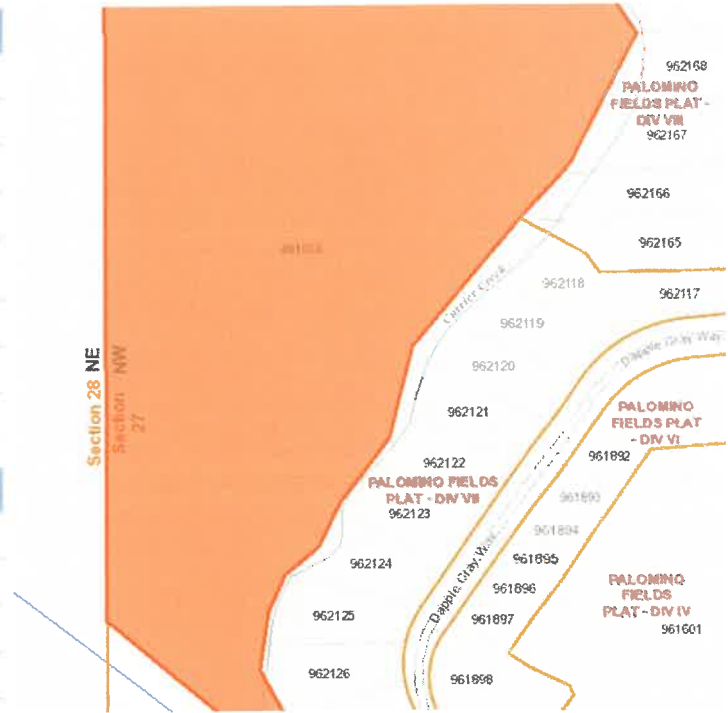 962168
PALOMINO
FIELDS PLAT -
DIV VIII
962167
962166
962165
962118
962117
Currier Creek
962119
Dapple Gray Way
962120
Section 28 NE
Section NW
27
962121
PALOMINO
FIELDS PLAT
- DIV VI
961892
962122
PALOMINO FIELDS
PLAT - DIV VII
962123
961893
961894
962124
961895
Dapple Gray Way
961896
PALOMINO
FIELDS
PLAT - DIV IV
961601
962125
961897
962126
961898